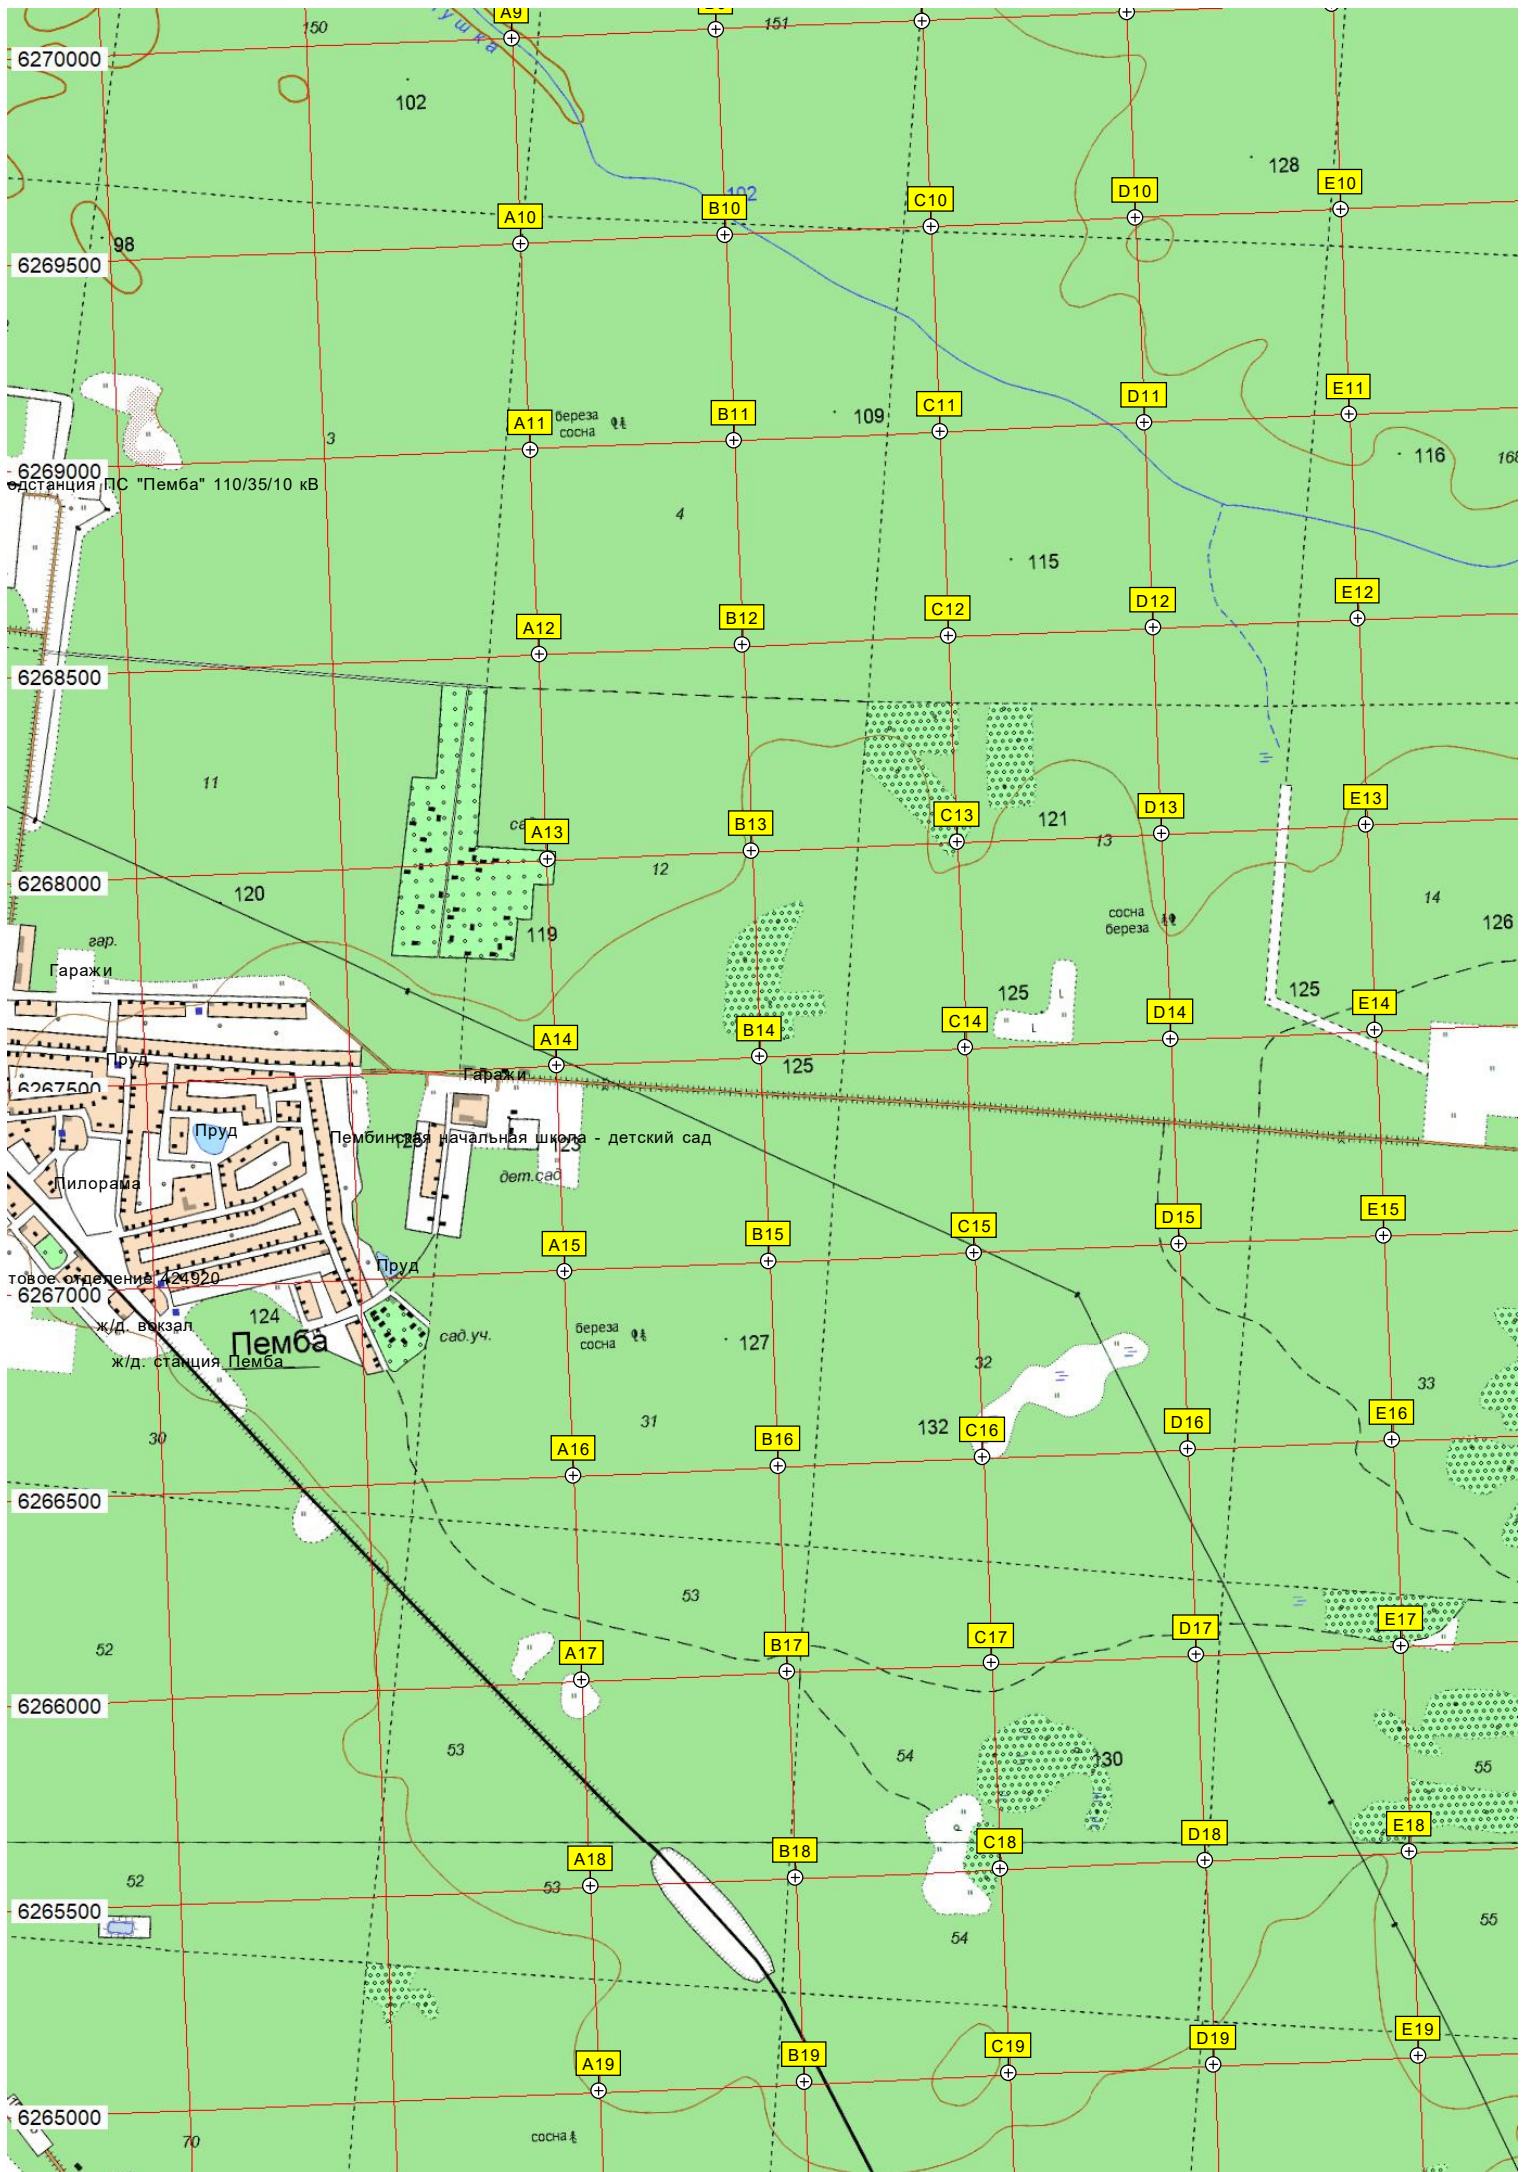 A9
150
151
ушка
6270000
102
128
102
B10
C10
D10
E10
A10
98
6269500
A11
береза
сосна
B11
109
C11
D11
E11
3
116
168
6269000
одстанция ПС "Пемба" 110/35/10 кВ
4
115
A12
B12
C12
D12
E12
6268500
11
A13
B13
C13
121
D13
E13
13
12
6268000
120
14
сосна
береза
126
119
гар.
Гаражи
125
125
A14
B14
C14
D14
E14
Пруд
125
Гаражи
6267500
Пруд
Пембинская начальная школа - детский сад
123
дет.сад
Пилорама
A15
B15
C15
D15
E15
Пруд
товое отделение 424920
6267000
124
ж/д. вокзал
Пемба
сад.уч.
береза
сосна
127
ж/д. станция Пемба
32
33
30
31
132
A16
B16
C16
D16
E16
6266500
53
52
A17
B17
C17
D17
E17
6266000
53
54
130
55
A18
B18
C18
D18
E18
52
53
6265500
54
55
A19
B19
C19
D19
E19
6265000
70
сосна